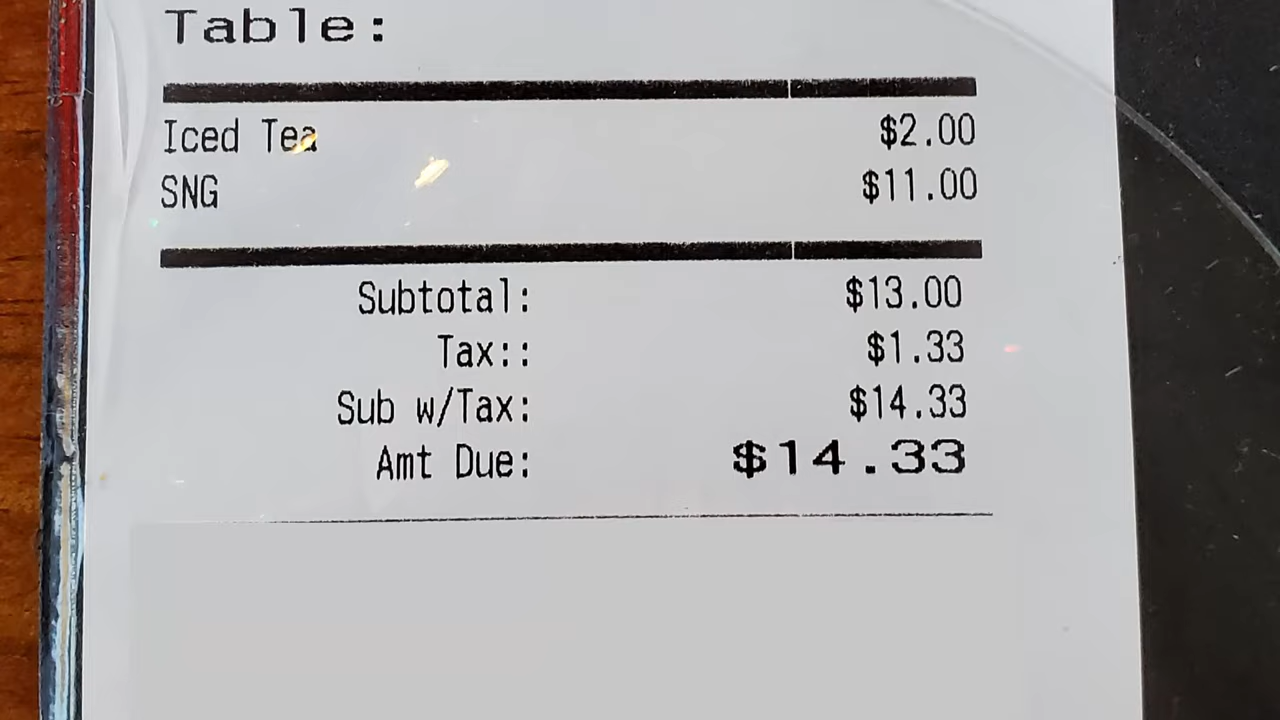 Table:
Iced Tea $2.00
SNG $11.00
Subtotal: $13.00
Tax:: $1.33
Sub w/Tax: $14.33
Amt Due: $14.33